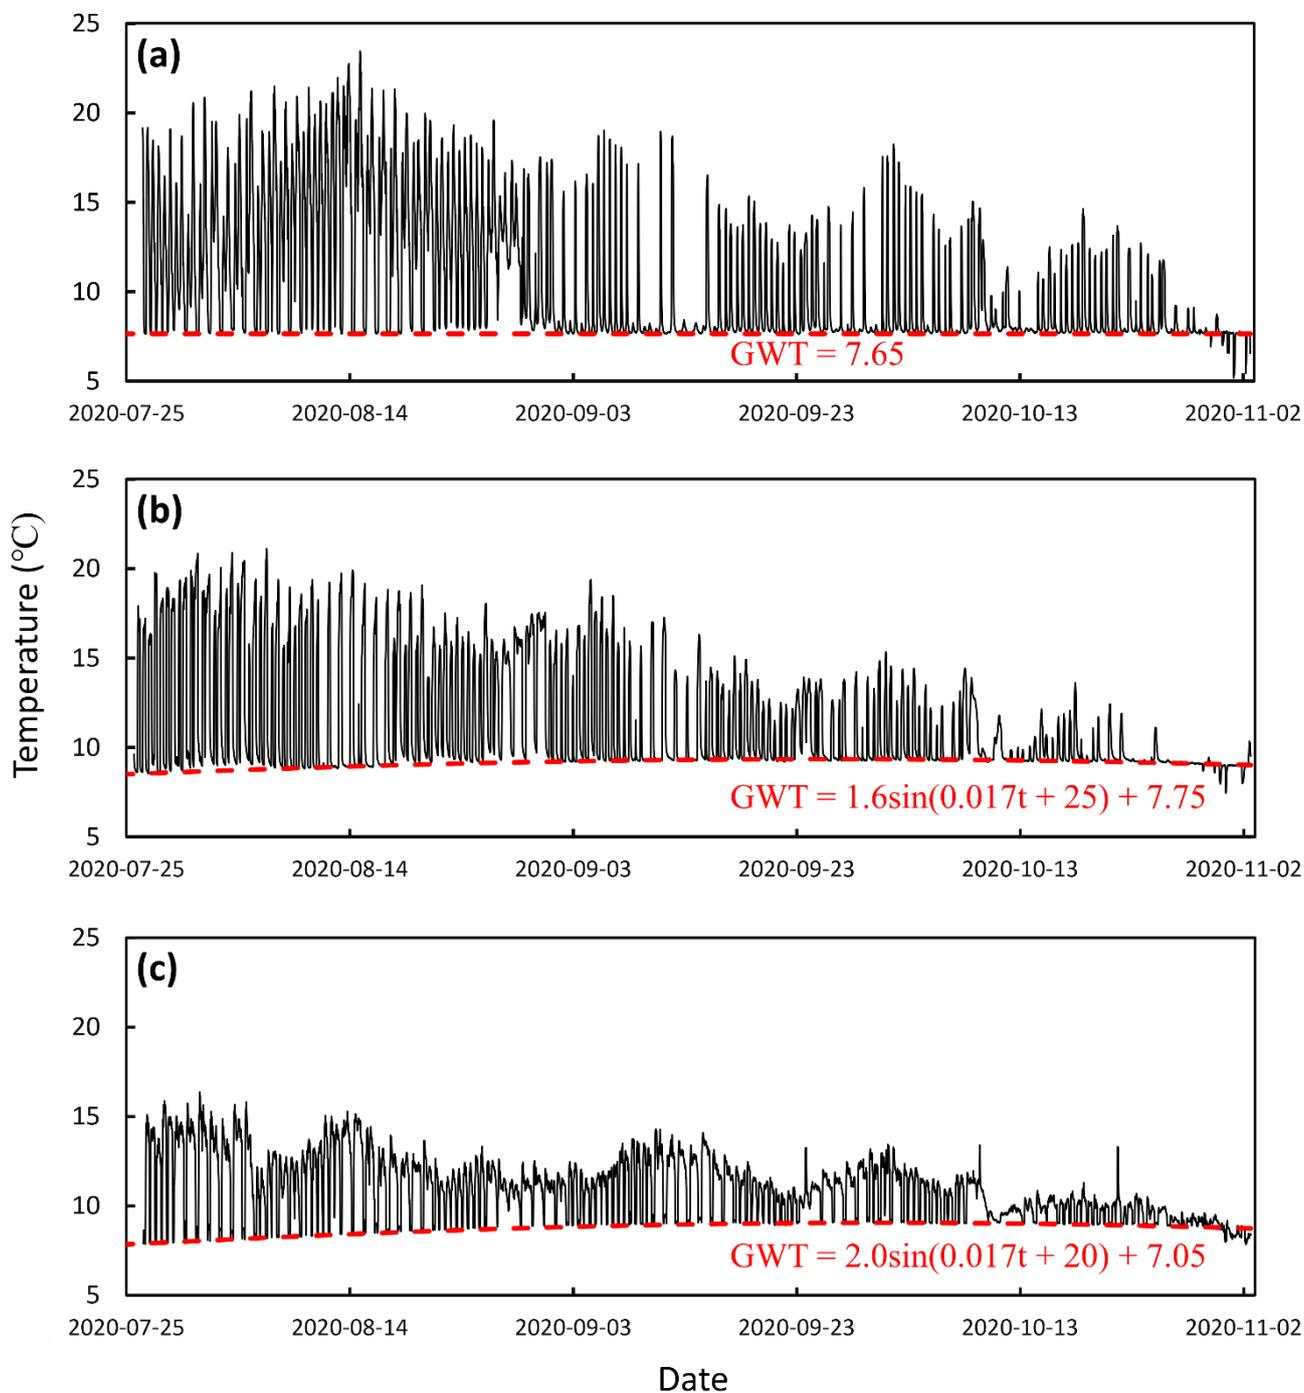 25
(a)
20
15
10
GWT = 7.65
5
2020-07-25 2020-08-14 2020-09-03 2020-09-23 2020-10-13 2020-11-02
Temperature (°C)
25
(b)
20
15
10
GWT = 1.6sin(0.017t + 25) + 7.75
5
2020-07-25 2020-08-14 2020-09-03 2020-09-23 2020-10-13 2020-11-02
25
(c)
20
15
10
GWT = 2.0sin(0.017t + 20) + 7.05
5
2020-07-25 2020-08-14 2020-09-03 2020-09-23 2020-10-13 2020-11-02
Date